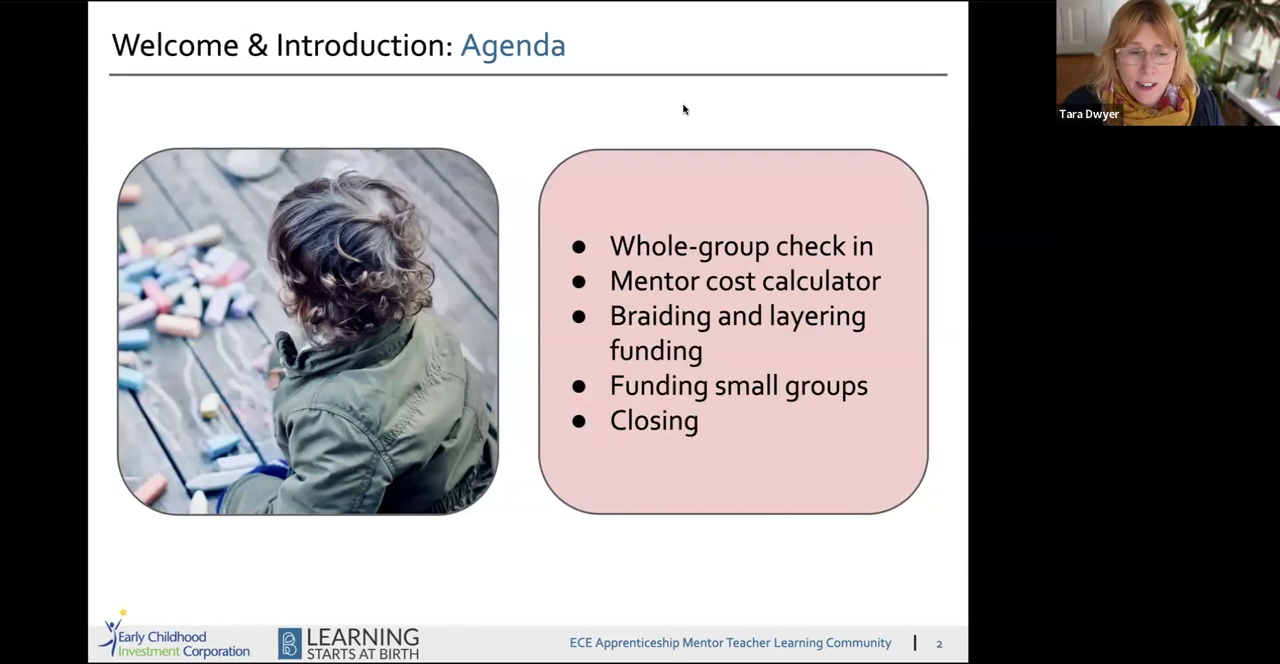 Welcome & Introduction: Agenda
Tara Dwyer
● Whole-group check in
● Mentor cost calculator
● Braiding and layering
funding
● Funding small groups
● Closing
Early Childhood
Investment Corporation
LEARNING
STARTS AT BIRTH
ECE Apprenticeship Mentor Teacher Learning Community | 2